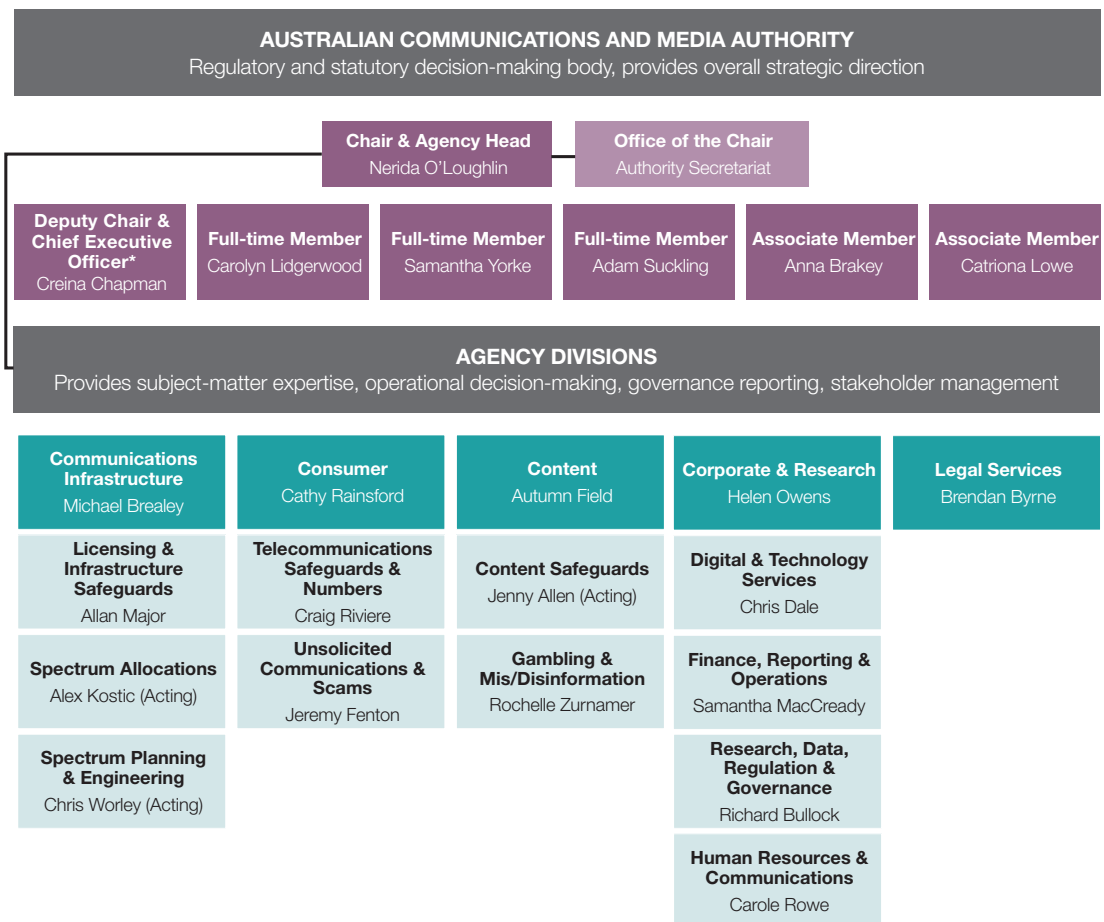 AUSTRALIAN COMMUNICATIONS AND MEDIA AUTHORITY
Regulatory and statutory decision-making body, provides overall strategic direction
Chair & Agency Head
Nerida O’Loughlin
Office of the Chair
Authority Secretariat
Deputy Chair &
Chief Executive
Officer*
Creina Chapman
Full-time Member
Carolyn Lidgerwood
Full-time Member
Samantha Yorke
Full-time Member
Adam Suckling
Associate Member
Anna Brakey
Associate Member
Catriona Lowe
AGENCY DIVISIONS
Provides subject-matter expertise, operational decision-making, governance reporting, stakeholder management
Communications
Infrastructure
Michael Brealey
Licensing &
Infrastructure
Safeguards
Allan Major
Spectrum Allocations
Alex Kostic (Acting)
Spectrum Planning
& Engineering
Chris Worley (Acting)
Consumer
Cathy Rainsford
Telecommunications
Safeguards &
Numbers
Craig Riviere
Unsolicited
Communications &
Scams
Jeremy Fenton
Content
Autumn Field
Content Safeguards
Jenny Allen (Acting)
Gambling &
Mis/Disinformation
Rochelle Zurnamer
Corporate & Research
Helen Owens
Digital & Technology
Services
Chris Dale
Finance, Reporting &
Operations
Samantha MacCready
Research, Data,
Regulation &
Governance
Richard Bullock
Human Resources &
Communications
Carole Rowe
Legal Services
Brendan Byrne